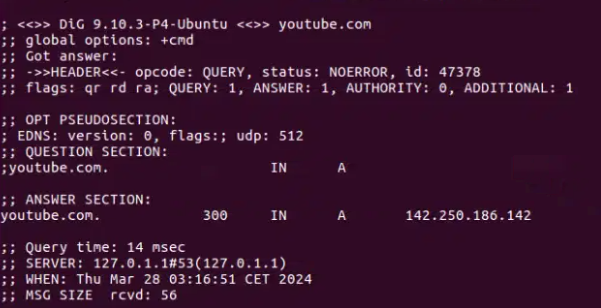 ; <<>> DiG 9.10.3-P4-Ubuntu <<>> youtube.com
;; global options: +cmd
;; Got answer:
;; ->>HEADER<<- opcode: QUERY, status: NOERROR, id: 47378
;; flags: qr rd ra; QUERY: 1, ANSWER: 1, AUTHORITY: 0, ADDITIONAL: 1
;; OPT PSEUDOSECTION:
; EDNS: version: 0, flags:; udp: 512
;; QUESTION SECTION:
;youtube.com. IN A
;; ANSWER SECTION:
youtube.com. 300 IN A 142.250.186.142
;; Query time: 14 msec
;; SERVER: 127.0.1.1#53(127.0.1.1)
;; WHEN: Thu Mar 28 03:16:51 CET 2024
;; MSG SIZE rcvd: 56